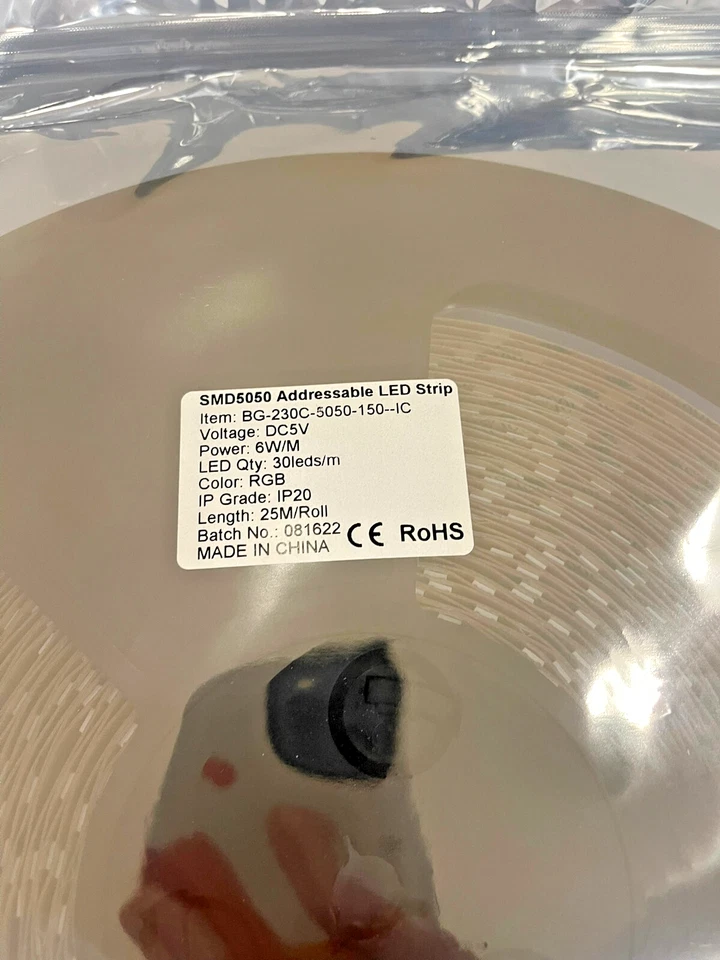 SMD5050 Addressable LED Strip
Item: BG-230C-5050-150--IC
Voltage: DC5V
Power: 6W/M
LED Qty: 30leds/m
Color: RGB
IP Grade: IP20
Length: 25M/Roll
Batch No.: 081622
MADE IN CHINA
CE RoHS